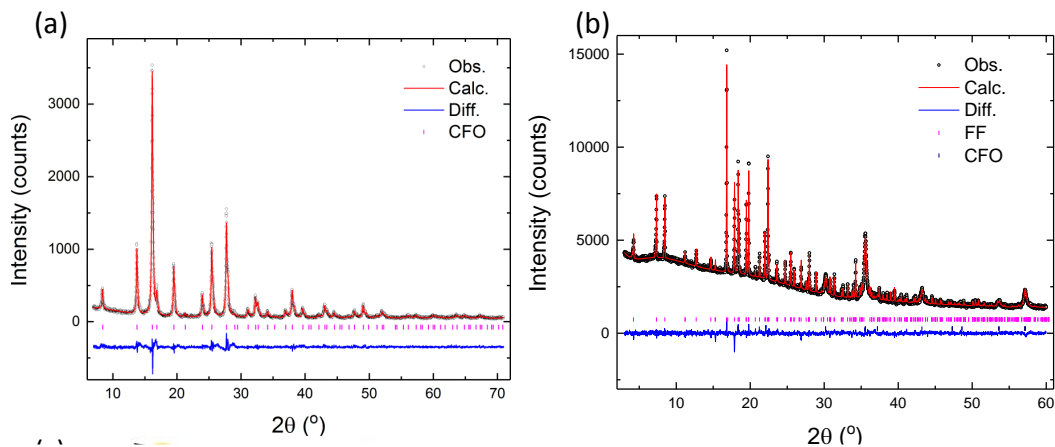 (a)
Intensity (counts)
3000
2000
1000
0
10 20 30 40 50 60 70
2θ (°)
Obs.
Calc.
Diff.
CFO
(b)
Intensity (counts)
15000
10000
5000
0
10 20 30 40 50 60
2θ (°)
Obs.
Calc.
Diff.
FF
CFO